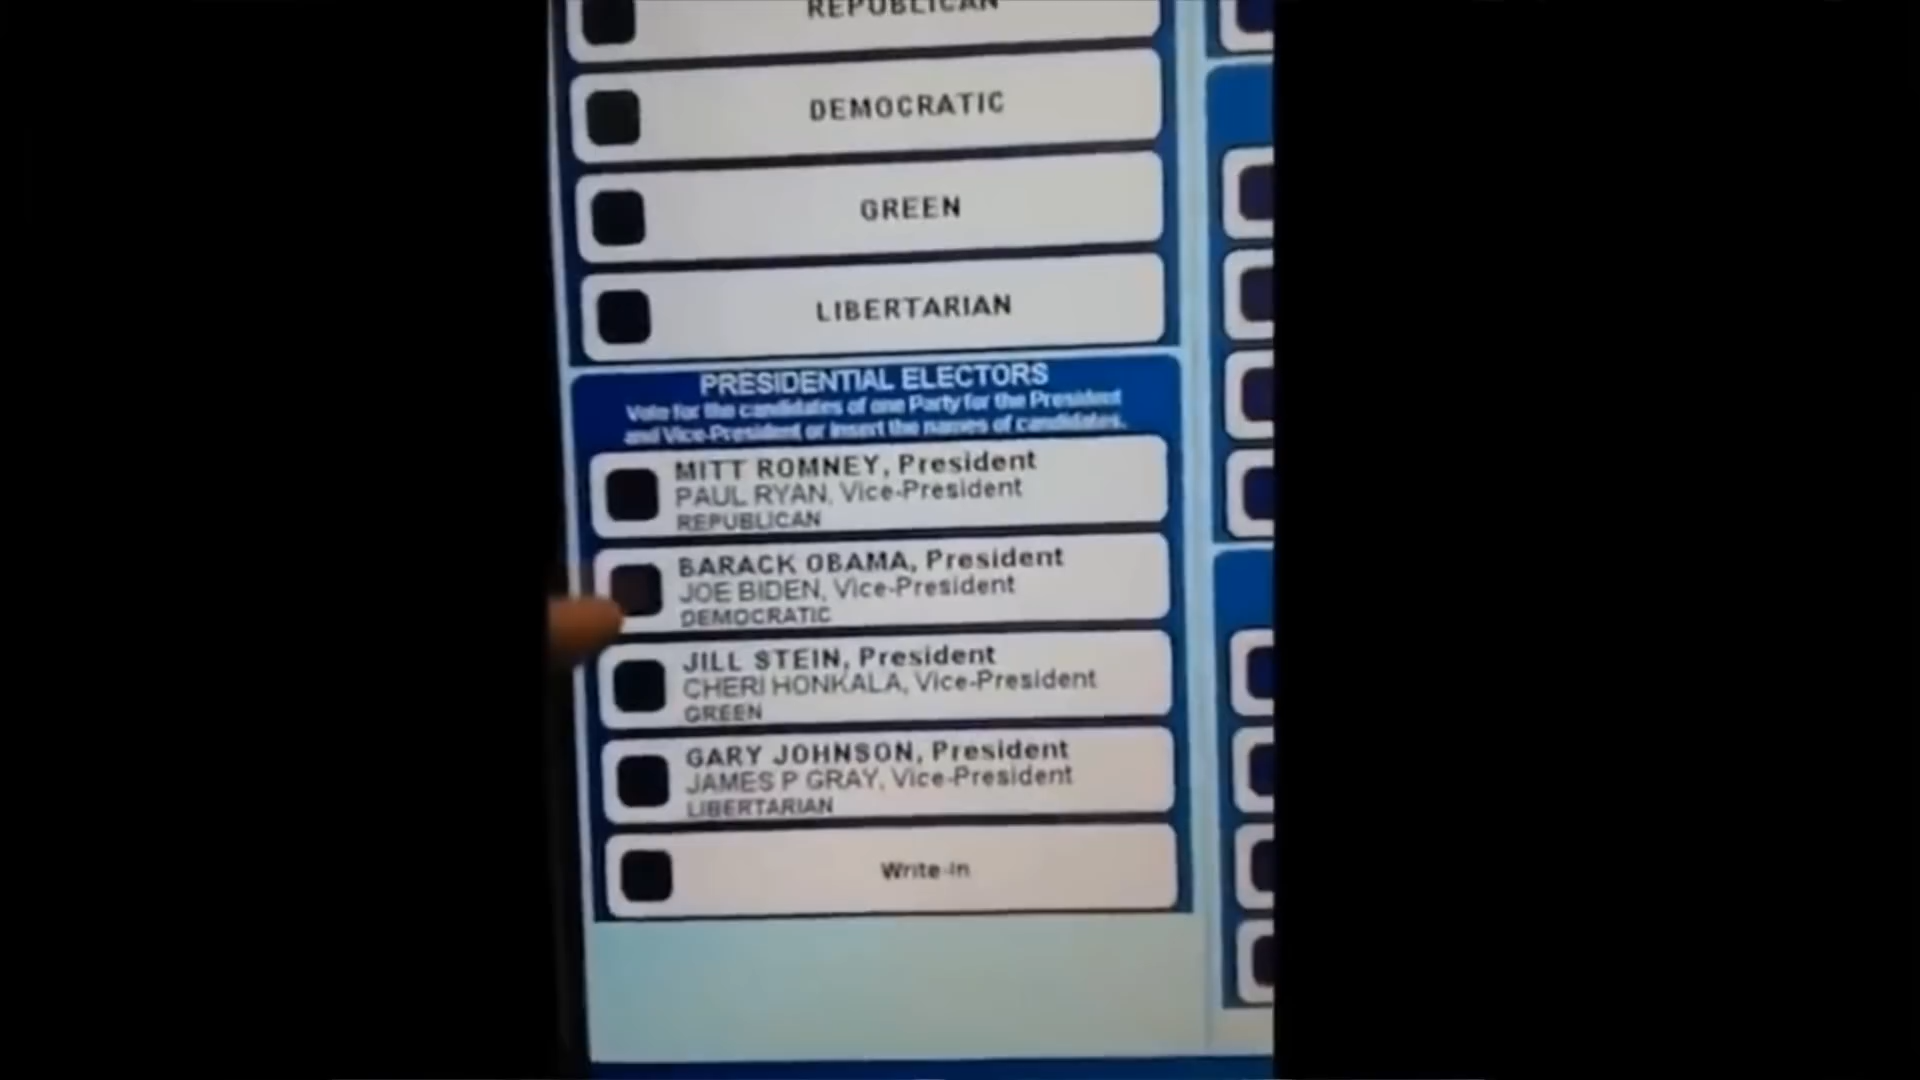 REPUBLICAN
DEMOCRATIC
GREEN
LIBERTARIAN
PRESIDENTIAL ELECTORS
Vote for the candidates of one Party for the President
and Vice-President or insert the names of candidates.
MITT ROMNEY, President
PAUL RYAN, Vice-President
REPUBLICAN
BARACK OBAMA, President
JOE BIDEN, Vice-President
DEMOCRATIC
JILL STEIN, President
CHERI HONKALA, Vice-President
GREEN
GARY JOHNSON, President
JAMES P GRAY, Vice-President
LIBERTARIAN
Write-In